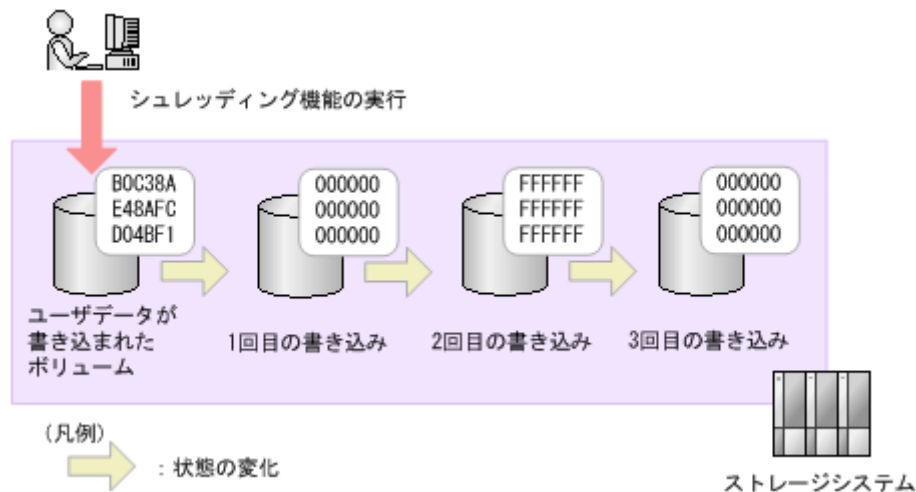 シュレッディング機能の実行
B0C38A
E48AFC
D04BF1
000000
000000
000000
FFFFFF
FFFFFF
FFFFFF
000000
000000
000000
ユーザデータが
書き込まれた
ボリューム
1回目の書き込み
2回目の書き込み
3回目の書き込み
(凡例)
：状態の変化
ストレージシステム